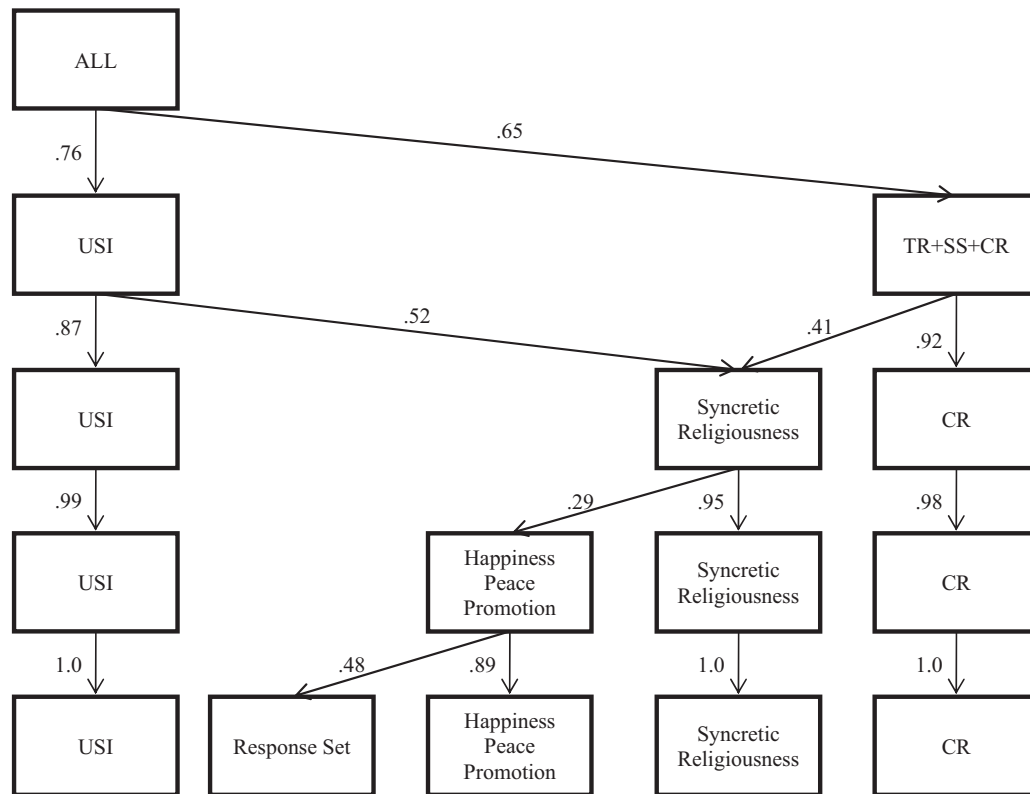 ALL
.65
.76
USI
TR+SS+CR
.87
.52
.41
.92
USI
Syncretic
Religiousness
CR
.99
.29
.95
.98
USI
Happiness
Peace
Promotion
Syncretic
Religiousness
CR
1.0
.48
.89
1.0
1.0
USI
Response Set
Happiness
Peace
Promotion
Syncretic
Religiousness
CR